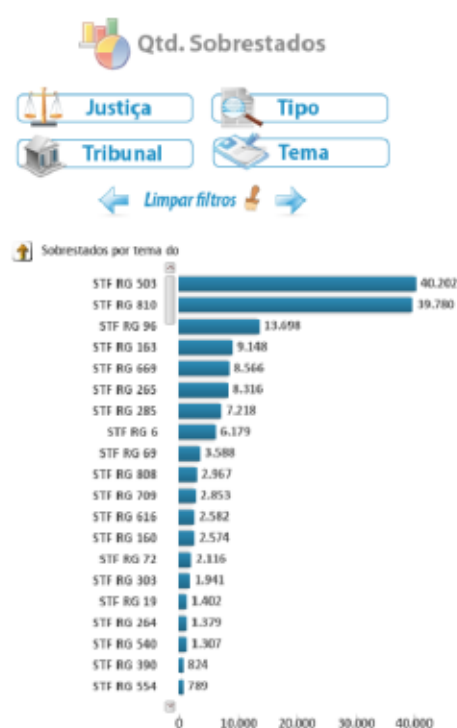 Qtd. Sobrestados
Justiça Tipo
Tribunal Tema
Limpar filtros
Sobrestados por tema do
STF RG 503 40.202
STF RG 810 39.780
STF RG 96 13.698
STF RG 163 9.148
STF RG 669 8.566
STF RG 265 8.316
STF RG 285 7.218
STF RG 6 6.179
STF RG 69 3.588
STF RG 808 2.967
STF RG 709 2.853
STF RG 616 2.582
STF RG 160 2.574
STF RG 72 2.116
STF RG 303 1.941
STF RG 19 1.402
STF RG 264 1.379
STF RG 540 1.307
STF RG 390 824
STF RG 554 789
0 10.000 20.000 30.000 40.000